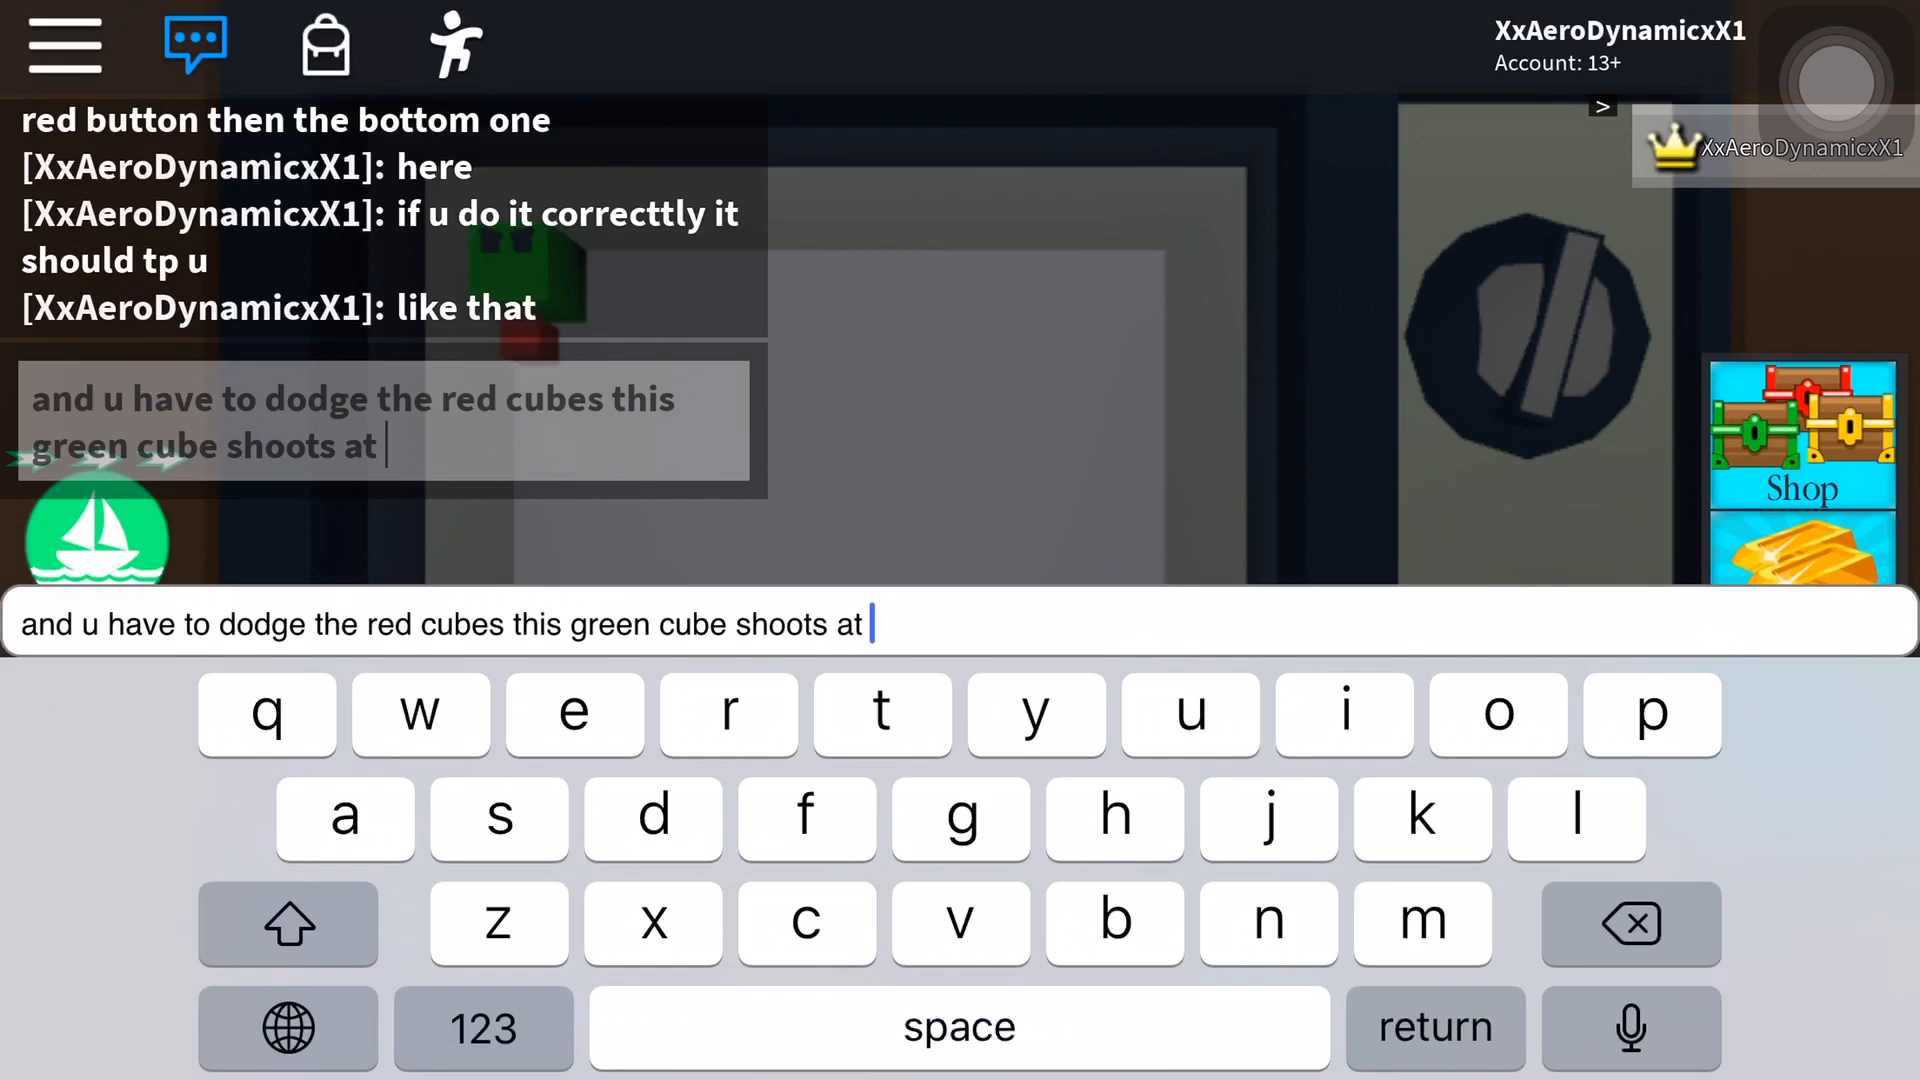 XxAeroDynamicxX1
Account: 13+
>
XxAeroDynamicxX1
red button then the bottom one
[XxAeroDynamicxX1]: here
[XxAeroDynamicxX1]: if u do it correcttly it
should tp u
[XxAeroDynamicxX1]: like that
and u have to dodge the red cubes this
green cube shoots at
Shop
and u have to dodge the red cubes this green cube shoots at
q w e r t y u i o p
a s d f g h j k l
z x c v b n m
123 space return